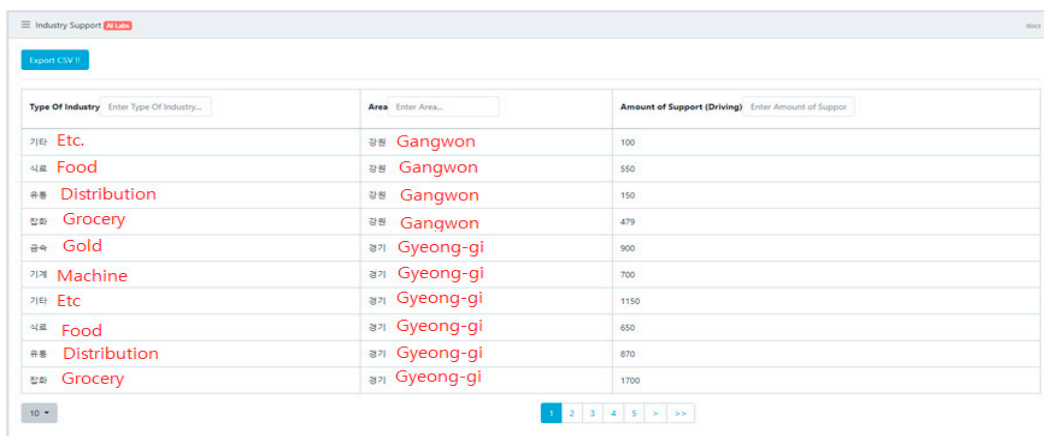 Industry Support AI Labs docs
Export CSV !!
Type Of Industry Enter Type Of Industry... Area Enter Area... Amount of Support (Driving) Enter Amount of Suppor
기타 Etc. 강원 Gangwon 100
식료 Food 강원 Gangwon 550
유통 Distribution 강원 Gangwon 150
잡화 Grocery 강원 Gangwon 479
금속 Gold 경기 Gyeong-gi 900
기계 Machine 경기 Gyeong-gi 700
기타 Etc 경기 Gyeong-gi 1150
식료 Food 경기 Gyeong-gi 650
유통 Distribution 경기 Gyeong-gi 870
잡화 Grocery 경기 Gyeong-gi 1700
10 1 2 3 4 5 > >>